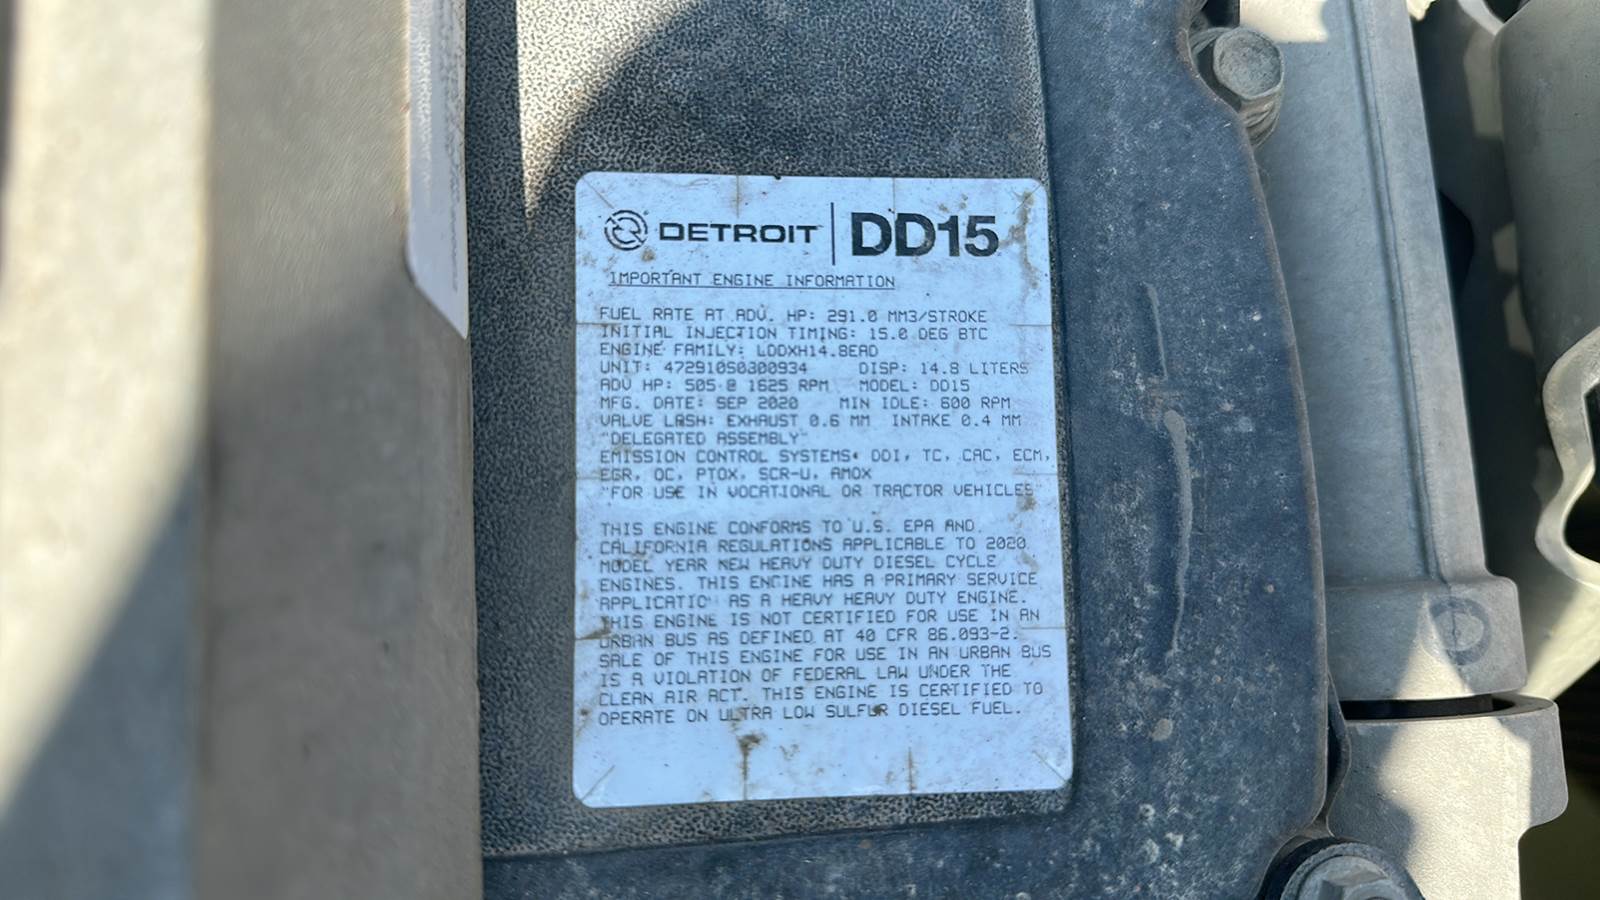 DETROIT DD15
IMPORTANT ENGINE INFORMATION
FUEL RATE AT ADV. HP: 291.0 MM3/STROKE
INITIAL INJECTION TIMING: 15.0 DEG BTC
ENGINE FAMILY: LDDXH14.8EAD
UNIT: 472910S0300934 DISP: 14.8 LITERS
ADV HP: 505 @ 1625 RPM MODEL: DD15
MFG. DATE: SEP 2020 MIN IDLE: 600 RPM
VALVE LASH: EXHAUST 0.6 MM INTAKE 0.4 MM
"DELEGATED ASSEMBLY"
EMISSION CONTROL SYSTEMS: DDI, TC, CAC, ECM,
EGR, OC, PTOX, SCR-U, AMOX
"FOR USE IN VOCATIONAL OR TRACTOR VEHICLES"
THIS ENGINE CONFORMS TO U.S. EPA AND
CALIFORNIA REGULATIONS APPLICABLE TO 2020
MODEL YEAR NEW HEAVY DUTY DIESEL CYCLE
ENGINES. THIS ENGINE HAS A PRIMARY SERVICE
APPLICATIO AS A HEAVY HEAVY DUTY ENGINE.
THIS ENGINE IS NOT CERTIFIED FOR USE IN AN
URBAN BUS AS DEFINED AT 40 CFR 86.093-2.
SALE OF THIS ENGINE FOR USE IN AN URBAN BUS
IS A VIOLATION OF FEDERAL LAW UNDER THE
CLEAN AIR ACT. THIS ENGINE IS CERTIFIED TO
OPERATE ON ULTRA LOW SULFUR DIESEL FUEL.